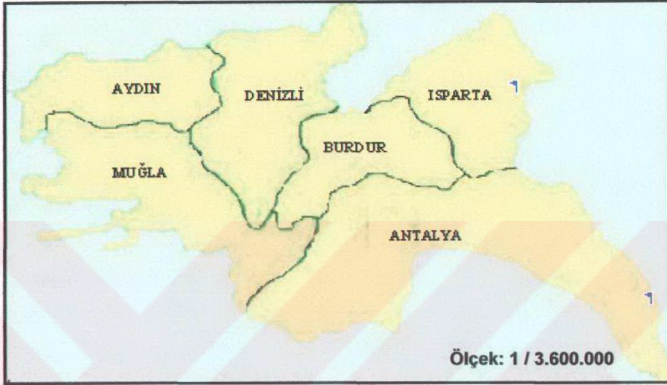 AYDIN
DENİZLİ
ISPARTA
BURDUR
MUĞLA
ANTALYA
Ölçek: 1 / 3.600.000